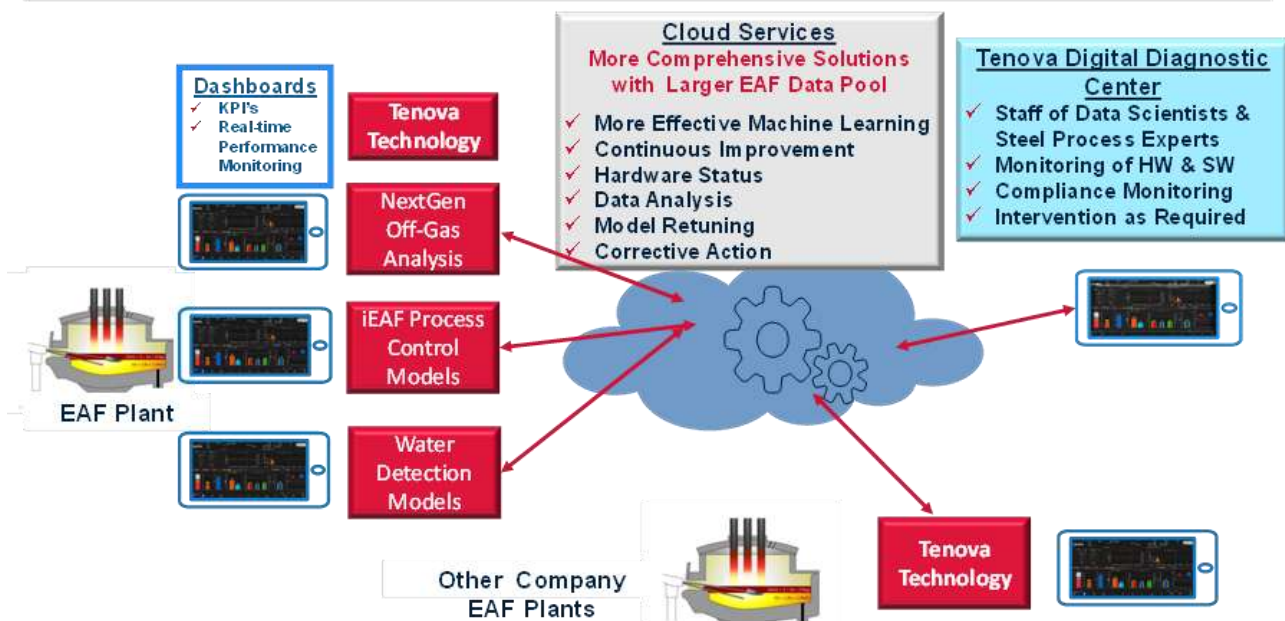 Cloud Services
More Comprehensive Solutions
with Larger EAF Data Pool
More Effective Machine Learning
Continuous Improvement
Hardware Status
Data Analysis
Model Retuning
Corrective Action
Tenova Digital Diagnostic
Center
Staff of Data Scientists &
Steel Process Experts
Monitoring of HW & SW
Compliance Monitoring
Intervention as Required
Dashboards
KPI's
Real-time
Performance
Monitoring
Tenova
Technology
NextGen
Off-Gas
Analysis
iEAF Process
Control
Models
EAF Plant
Water
Detection
Models
Other Company
EAF Plants
Tenova
Technology